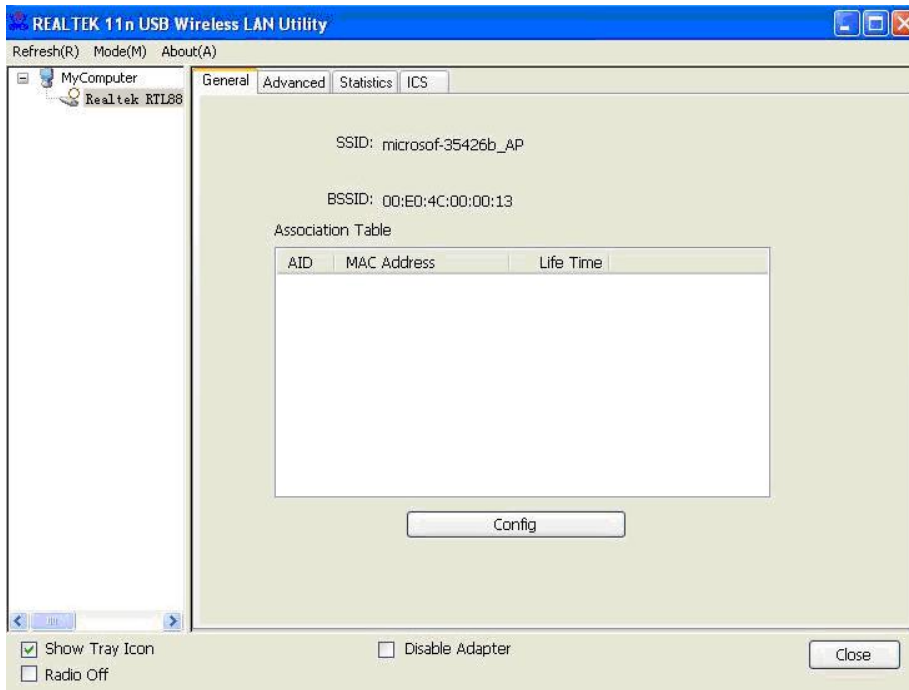 REALTEK 11n USB Wireless LAN Utility
Refresh(R) Mode(M) About(A)
MyComputer
Realtek RTL88
General Advanced Statistics ICS
SSID: microsof-35426b_AP
BSSID: 00:E0:4C:00:00:13
Association Table
AID MAC Address Life Time
Config
Show Tray Icon
Radio Off
Disable Adapter
Close